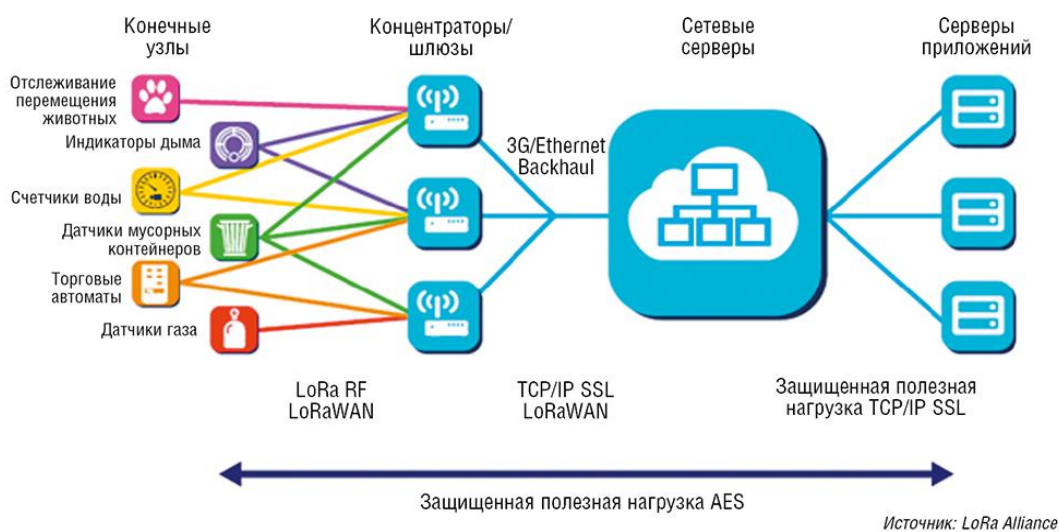 Конечные
узлы
Концентраторы/
шлюзы
Сетевые
серверы
Серверы
приложений
Отслеживание
перемещения
животных
Индикаторы дыма
Счетчики воды
Датчики мусорных
контейнеров
Торговые
автоматы
Датчики газа
3G/Ethernet
Backhaul
LoRa RF
LoRaWAN
TCP/IP SSL
LoRaWAN
Защищенная полезная
нагрузка TCP/IP SSL
Защищенная полезная нагрузка AES
Источник: LoRa Alliance